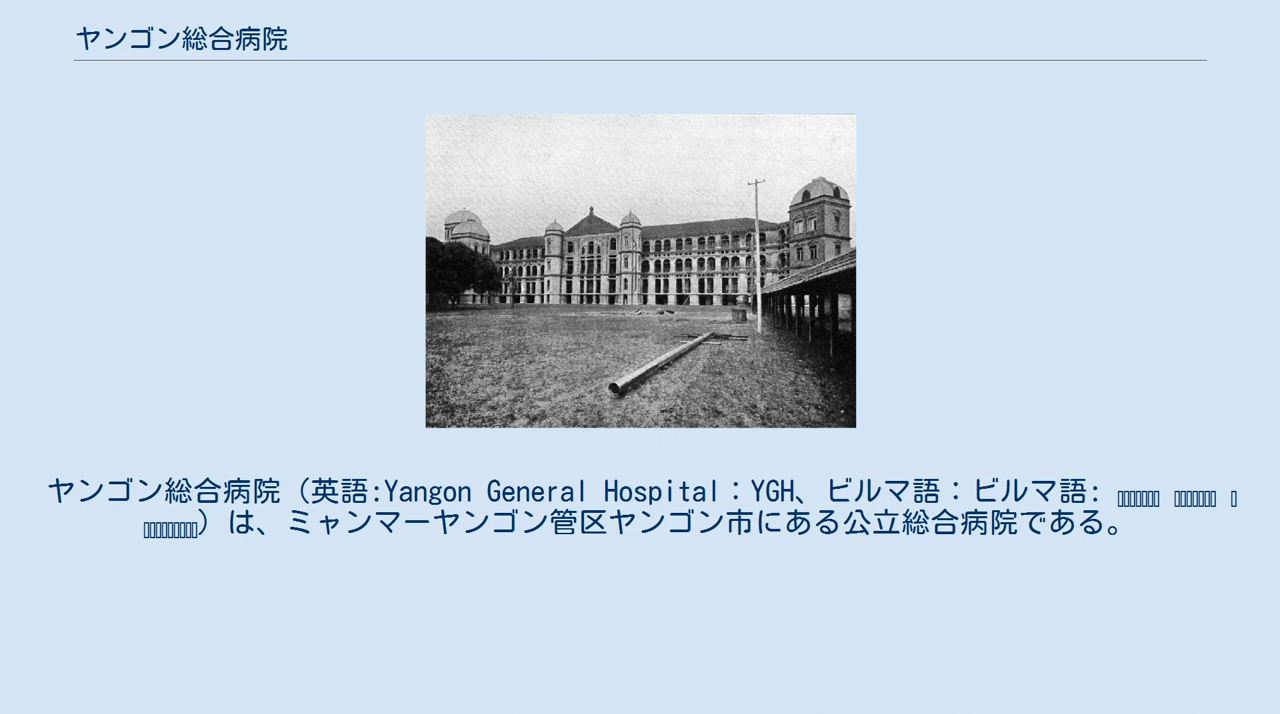 ヤンゴン総合病院
ヤンゴン総合病院（英語:Yangon General Hospital：YGH、ビルマ語：ビルマ語:
）は、ミャンマーヤンゴン管区ヤンゴン市にある公立総合病院である。